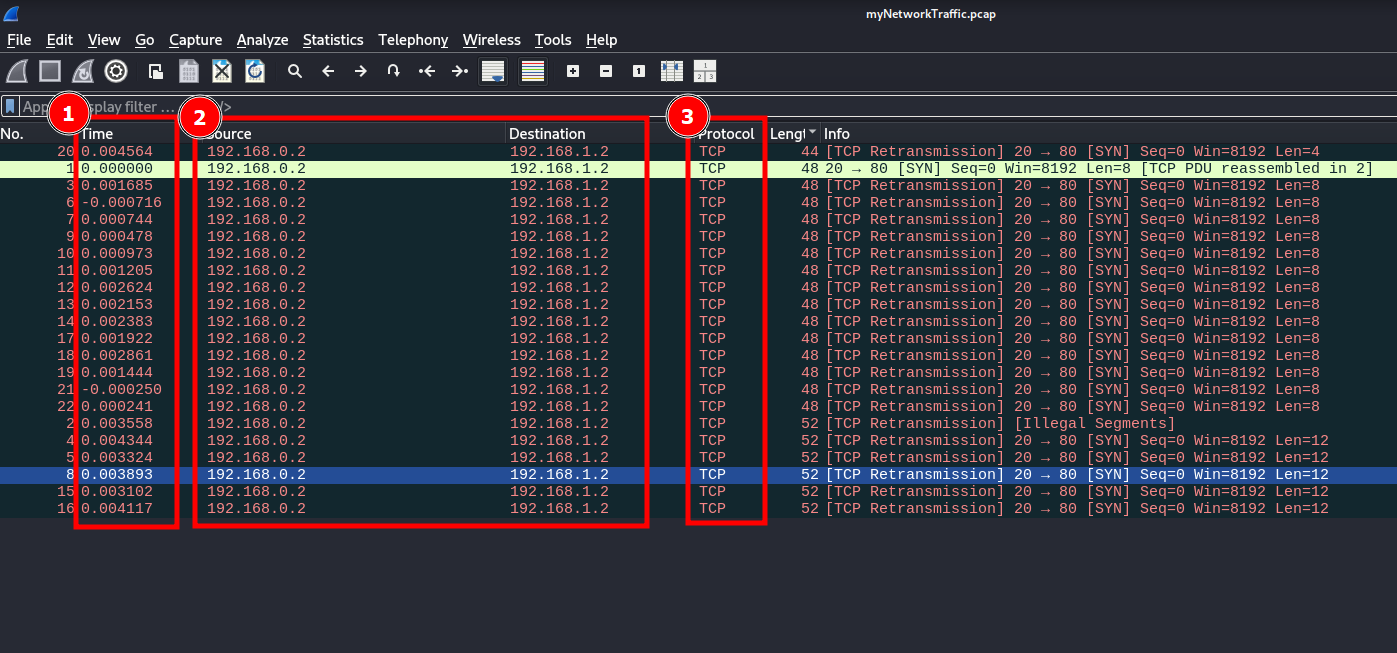 myNetworkTraffic.pcap
File Edit View Go Capture Analyze Statistics Telephony Wireless Tools Help
1
2 3
display filter … />
1 2 3
No. Time Source Destination Protocol Lengt Info
20 0.004564 192.168.0.2 192.168.1.2 TCP 44 [TCP Retransmission] 20 → 80 [SYN] Seq=0 Win=8192 Len=4
1 0.000000 192.168.0.2 192.168.1.2 TCP 48 20 → 80 [SYN] Seq=0 Win=8192 Len=8 [TCP PDU reassembled in 2]
3 0.001685 192.168.0.2 192.168.1.2 TCP 48 [TCP Retransmission] 20 → 80 [SYN] Seq=0 Win=8192 Len=8
6 -0.000716 192.168.0.2 192.168.1.2 TCP 48 [TCP Retransmission] 20 → 80 [SYN] Seq=0 Win=8192 Len=8
7 0.000744 192.168.0.2 192.168.1.2 TCP 48 [TCP Retransmission] 20 → 80 [SYN] Seq=0 Win=8192 Len=8
9 0.000478 192.168.0.2 192.168.1.2 TCP 48 [TCP Retransmission] 20 → 80 [SYN] Seq=0 Win=8192 Len=8
10 0.000973 192.168.0.2 192.168.1.2 TCP 48 [TCP Retransmission] 20 → 80 [SYN] Seq=0 Win=8192 Len=8
11 0.001205 192.168.0.2 192.168.1.2 TCP 48 [TCP Retransmission] 20 → 80 [SYN] Seq=0 Win=8192 Len=8
12 0.002624 192.168.0.2 192.168.1.2 TCP 48 [TCP Retransmission] 20 → 80 [SYN] Seq=0 Win=8192 Len=8
13 0.002153 192.168.0.2 192.168.1.2 TCP 48 [TCP Retransmission] 20 → 80 [SYN] Seq=0 Win=8192 Len=8
14 0.002383 192.168.0.2 192.168.1.2 TCP 48 [TCP Retransmission] 20 → 80 [SYN] Seq=0 Win=8192 Len=8
17 0.001922 192.168.0.2 192.168.1.2 TCP 48 [TCP Retransmission] 20 → 80 [SYN] Seq=0 Win=8192 Len=8
18 0.002861 192.168.0.2 192.168.1.2 TCP 48 [TCP Retransmission] 20 → 80 [SYN] Seq=0 Win=8192 Len=8
19 0.001444 192.168.0.2 192.168.1.2 TCP 48 [TCP Retransmission] 20 → 80 [SYN] Seq=0 Win=8192 Len=8
21 -0.000250 192.168.0.2 192.168.1.2 TCP 48 [TCP Retransmission] 20 → 80 [SYN] Seq=0 Win=8192 Len=8
22 0.000241 192.168.0.2 192.168.1.2 TCP 48 [TCP Retransmission] 20 → 80 [SYN] Seq=0 Win=8192 Len=8
2 0.003558 192.168.0.2 192.168.1.2 TCP 52 [TCP Retransmission] [Illegal Segments]
4 0.004344 192.168.0.2 192.168.1.2 TCP 52 [TCP Retransmission] 20 → 80 [SYN] Seq=0 Win=8192 Len=12
5 0.003324 192.168.0.2 192.168.1.2 TCP 52 [TCP Retransmission] 20 → 80 [SYN] Seq=0 Win=8192 Len=12
8 0.003893 192.168.0.2 192.168.1.2 TCP 52 [TCP Retransmission] 20 → 80 [SYN] Seq=0 Win=8192 Len=12
15 0.003102 192.168.0.2 192.168.1.2 TCP 52 [TCP Retransmission] 20 → 80 [SYN] Seq=0 Win=8192 Len=12
16 0.004117 192.168.0.2 192.168.1.2 TCP 52 [TCP Retransmission] 20 → 80 [SYN] Seq=0 Win=8192 Len=12